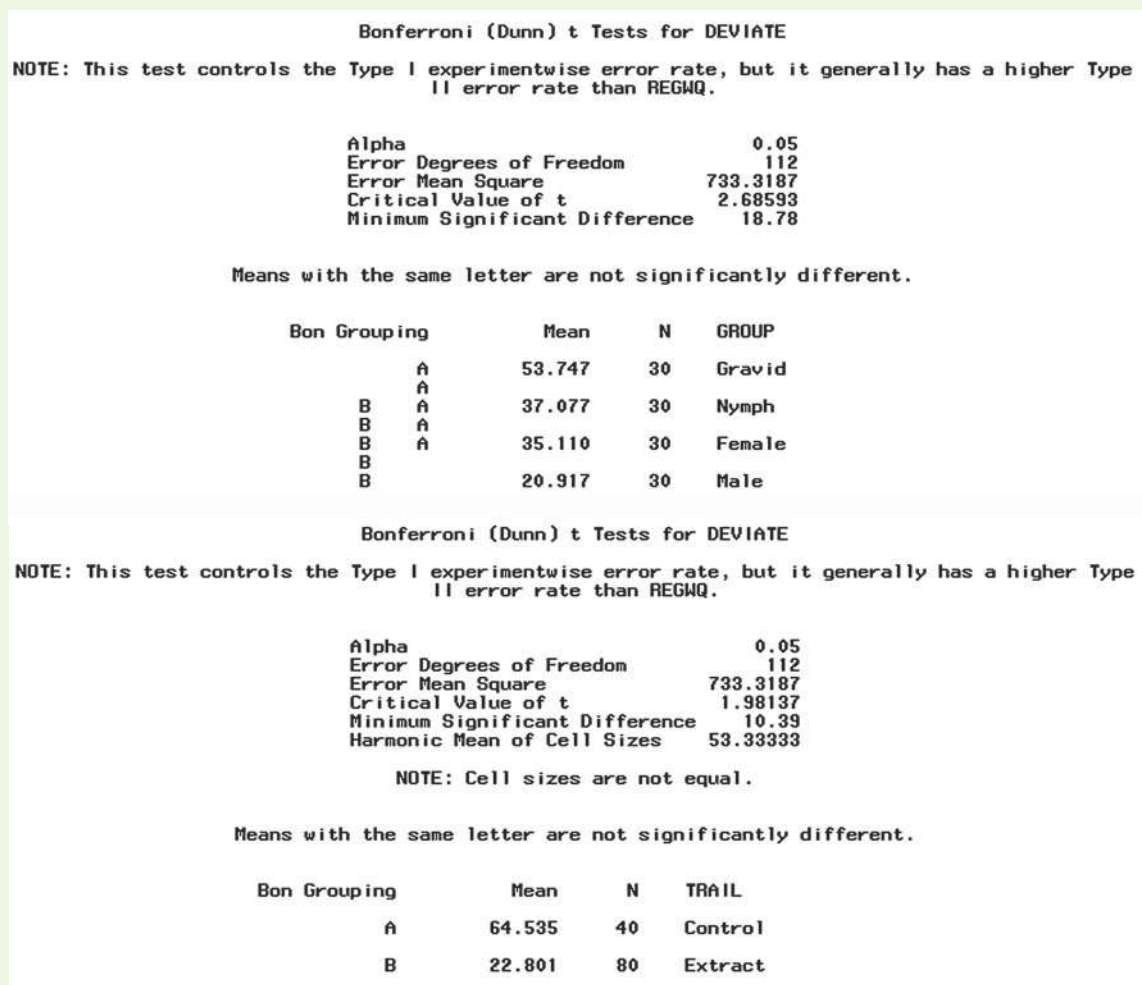 Bonferroni (Dunn) t Tests for DEVIATE
NOTE: This test controls the Type I experimentwise error rate, but it generally has a higher Type
II error rate than REGWQ.
Alpha 0.05
Error Degrees of Freedom 112
Error Mean Square 733.3187
Critical Value of t 2.68593
Minimum Significant Difference 18.78
Means with the same letter are not significantly different.
Bon Grouping Mean N GROUP
A 53.747 30 Gravid
A
B A 37.077 30 Nymph
B A
B A 35.110 30 Female
B
B 20.917 30 Male
Bonferroni (Dunn) t Tests for DEVIATE
NOTE: This test controls the Type I experimentwise error rate, but it generally has a higher Type
II error rate than REGWQ.
Alpha 0.05
Error Degrees of Freedom 112
Error Mean Square 733.3187
Critical Value of t 1.98137
Minimum Significant Difference 10.39
Harmonic Mean of Cell Sizes 53.33333
NOTE: Cell sizes are not equal.
Means with the same letter are not significantly different.
Bon Grouping Mean N TRAIL
A 64.535 40 Control
B 22.801 80 Extract